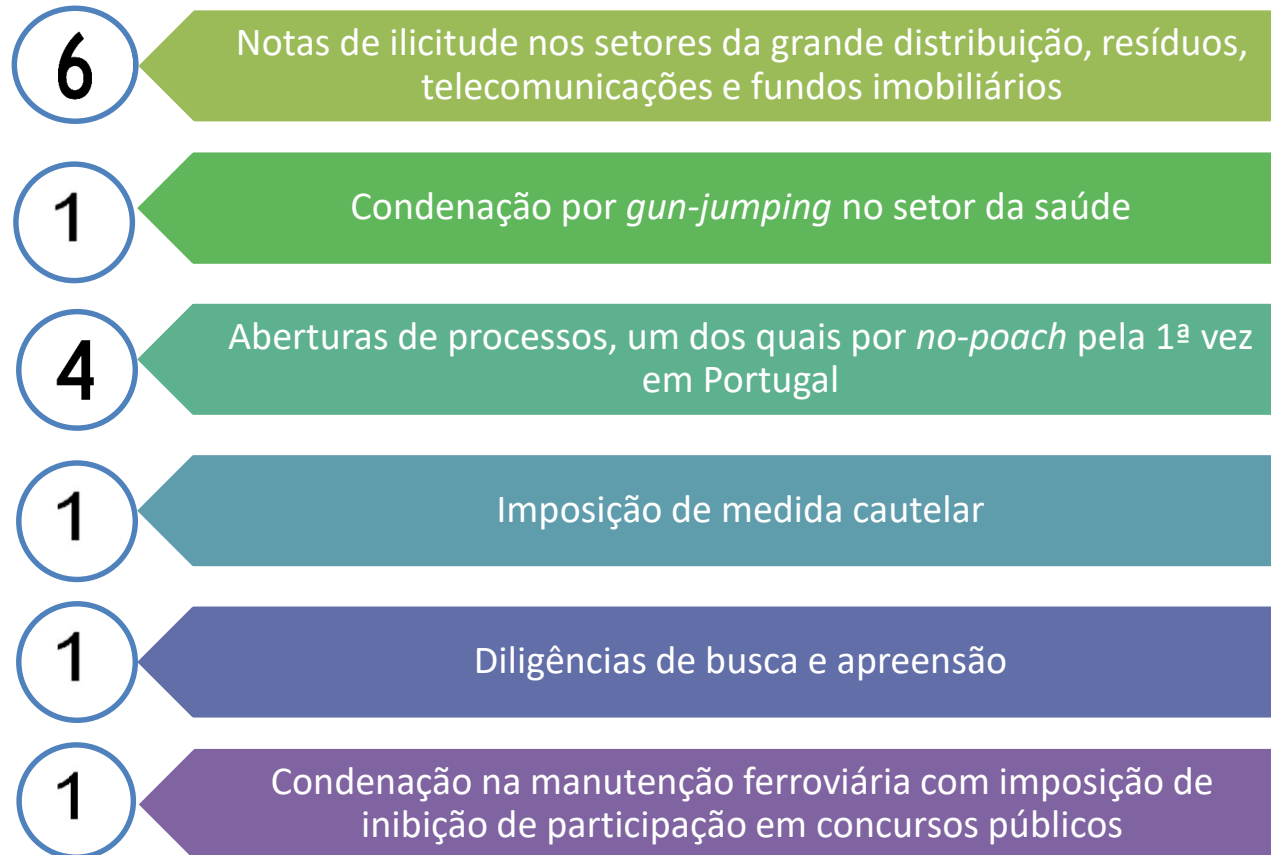 6
Notas de ilicitude nos setores da grande distribuição, resíduos,
telecomunicações e fundos imobiliários
1
Condenação por gun-jumping no setor da saúde
4
Aberturas de processos, um dos quais por no-poach pela 1ª vez
em Portugal
1
Imposição de medida cautelar
1
Diligências de busca e apreensão
1
Condenação na manutenção ferroviária com imposição de
inibição de participação em concursos públicos